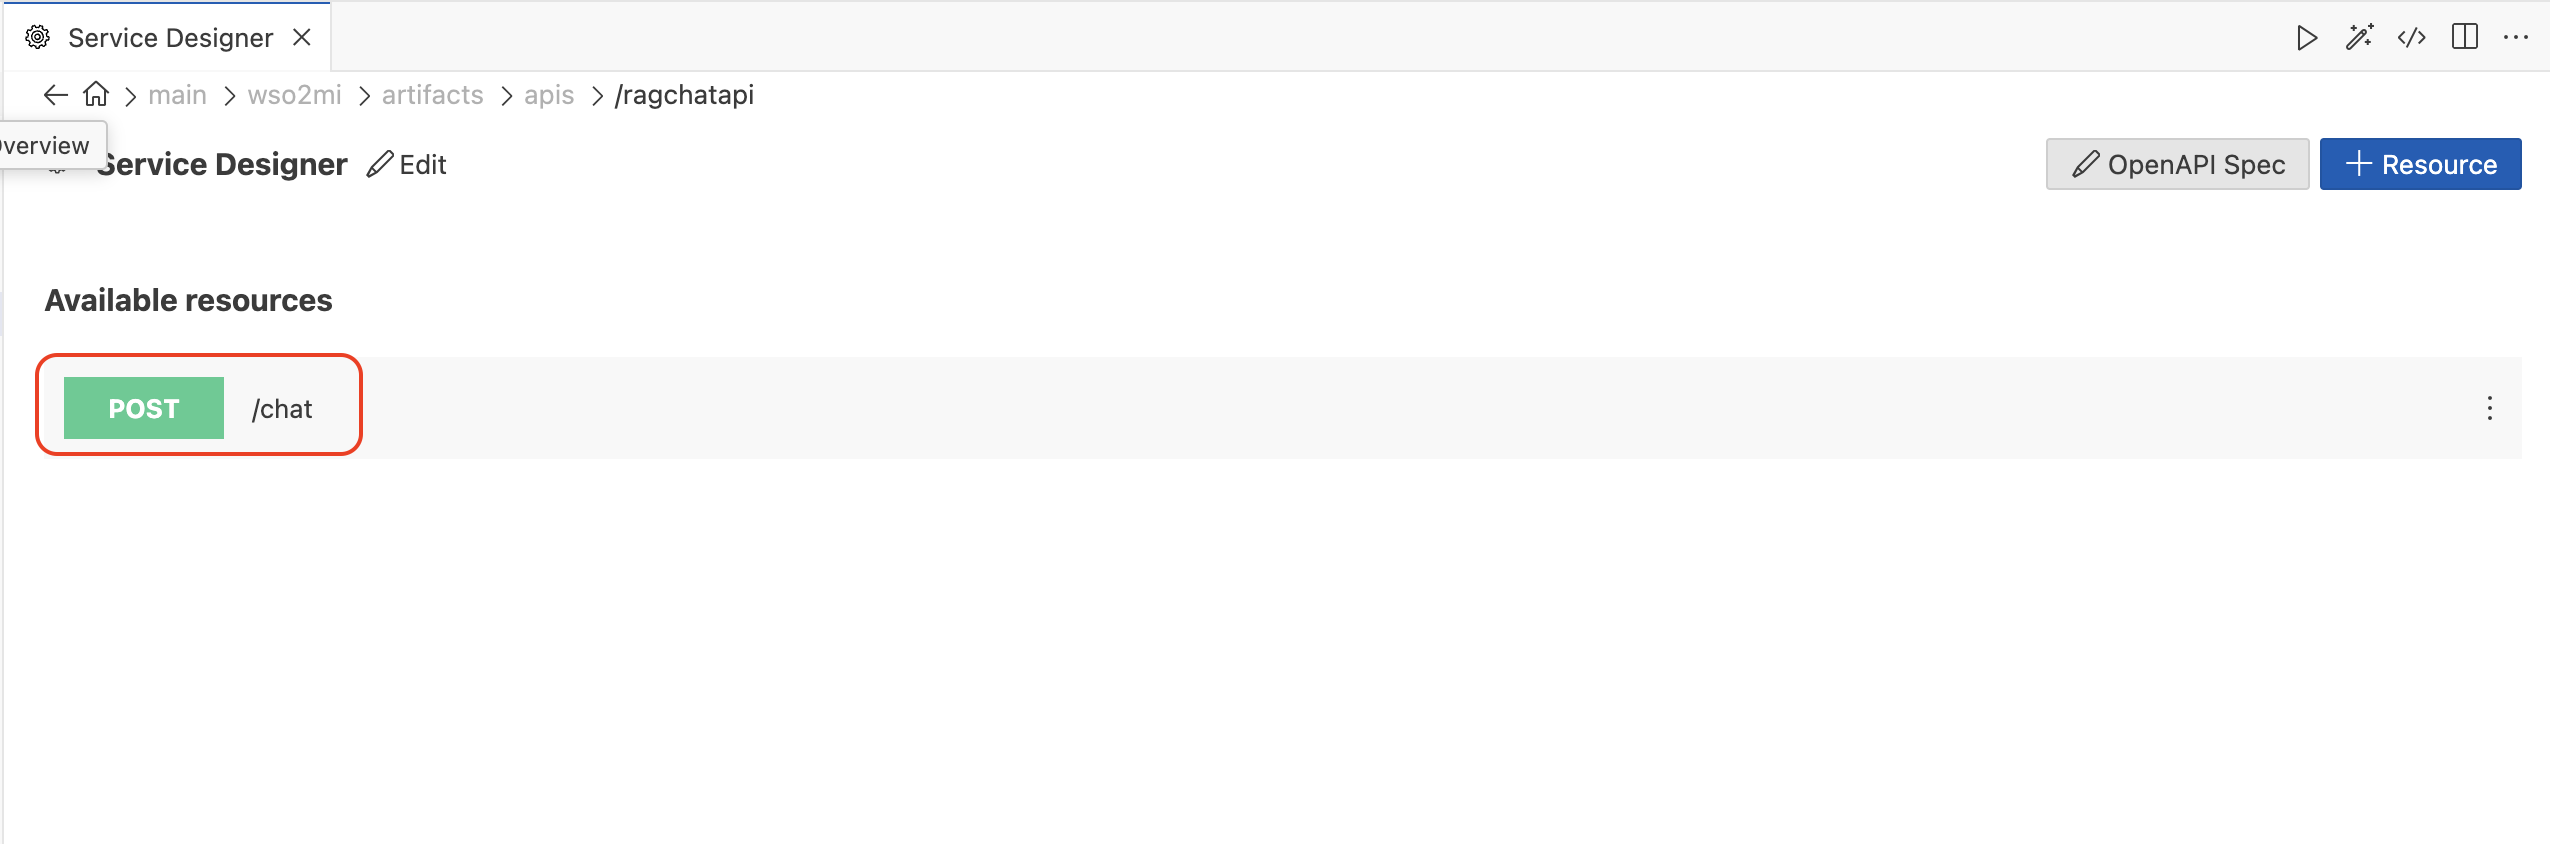 Service Designer
main > wso2mi > artifacts > apis > /ragchatapi
verview
Service Designer Edit
OpenAPI Spec
Resource
Available resources
POST /chat